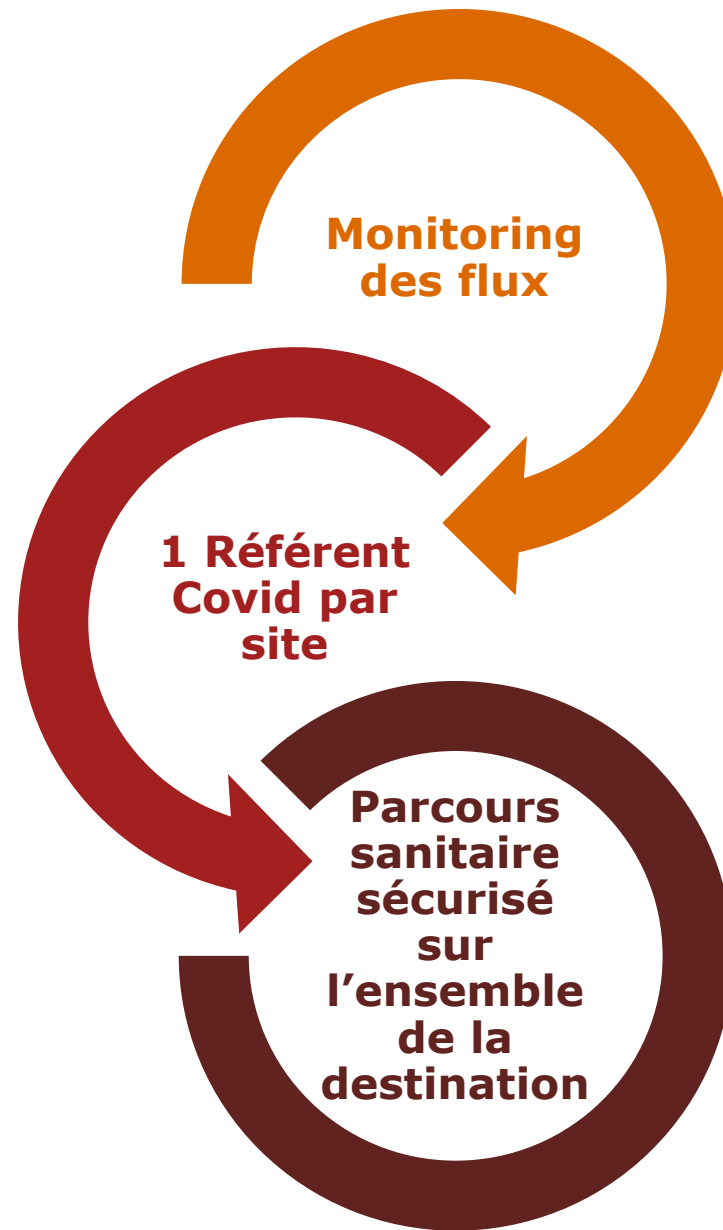 Monitoring
des flux
1 Référent
Covid par
site
Parcours
sanitaire
sécurisé
sur
l’ensemble
de la
destination